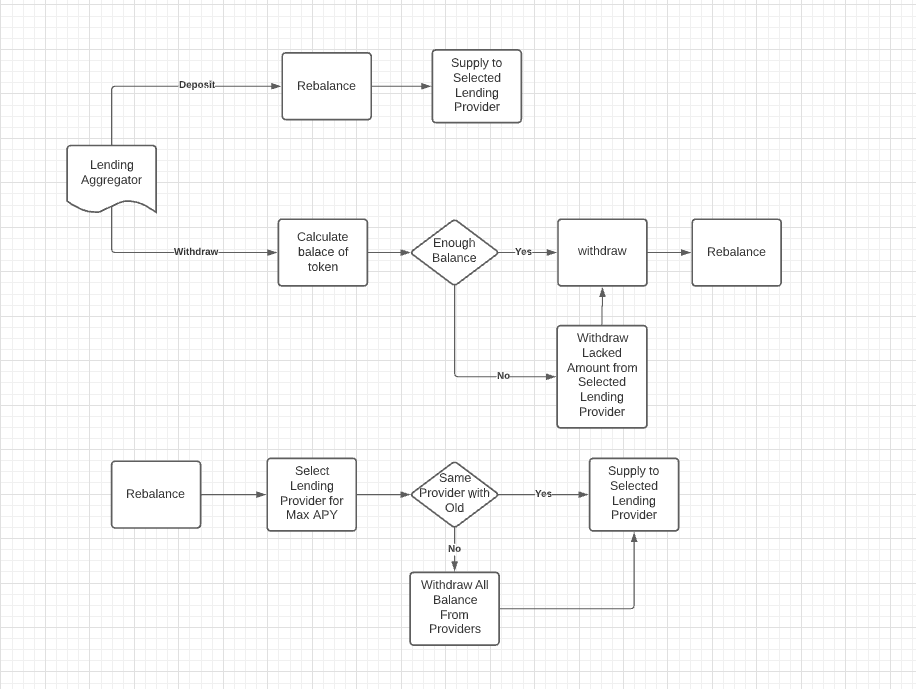 Deposit
Rebalance
Supply to
Selected
Lending
Provider
Lending
Aggregator
Withdraw
Calculate
balace of
token
Enough
Balance
Yes
withdraw
Rebalance
No
Withdraw
Lacked
Amount from
Selected
Lending
Provider
Rebalance
Select
Lending
Provider for
Max APY
Same
Provider with
Old
Yes
Supply to
Selected
Lending
Provider
No
Withdraw All
Balance
From
Providers